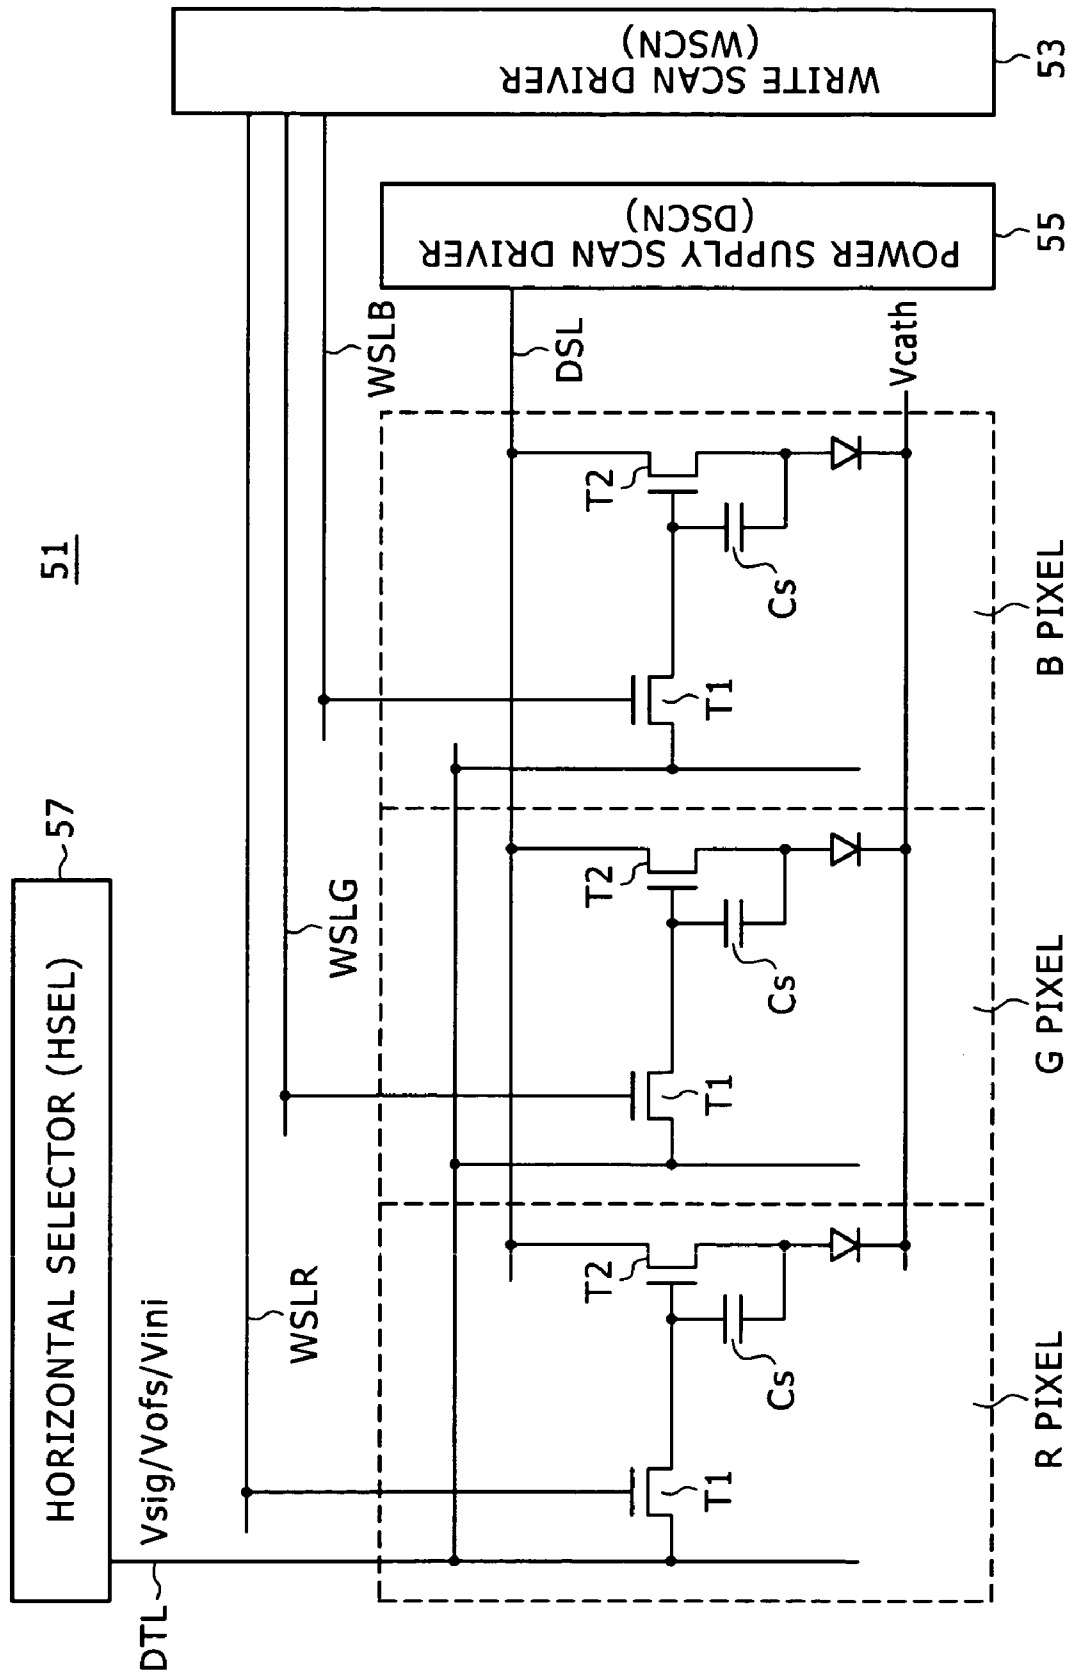 51
HORIZONTAL SELECTOR (HSEL)
57
DTL
Vsig/Vofs/Vini
WSLR
WSLG
WSLB
WRITE SCAN DRIVER
(WSCN)
53
DSL
POWER SUPPLY SCAN DRIVER
(DSCN)
55
Vcath
T1
T2
Cs
T1
T2
Cs
T1
T2
Cs
R PIXEL
G PIXEL
B PIXEL